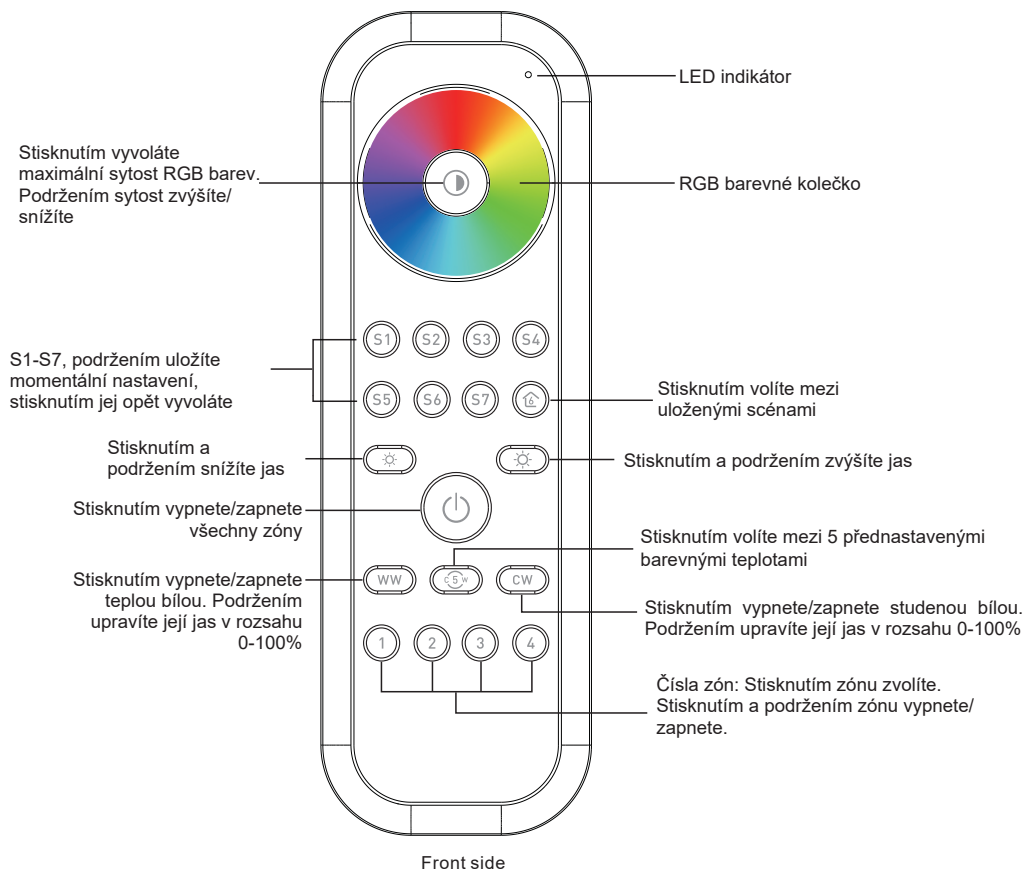 LED indikátor
Stisknutím vyvoláte
maximální sytost RGB barev.
Podržením sytost zvýšíte/
snížíte
RGB barevné kolečko
S1 S2 S3 S4
S1-S7, podržením uložíte
momentální nastavení,
stisknutím jej opět vyvoláte
S5 S6 S7 6
Stisknutím volíte mezi
uloženými scénami
Stisknutím a
podržením snížíte jas
Stisknutím a podržením zvýšíte jas
Stisknutím vypnete/zapnete
všechny zóny
Stisknutím volíte mezi 5 přednastavenými
barevnými teplotami
Stisknutím vypnete/zapnete
teplou bílou. Podržením
upravíte její jas v rozsahu
0-100%
WW C 5 W CW
Stisknutím vypnete/zapnete studenou bílou.
Podržením upravíte její jas v rozsahu 0-100%
1 2 3 4
Čísla zón: Stisknutím zónu zvolíte.
Stisknutím a podržením zónu vypnete/
zapnete.
Front side